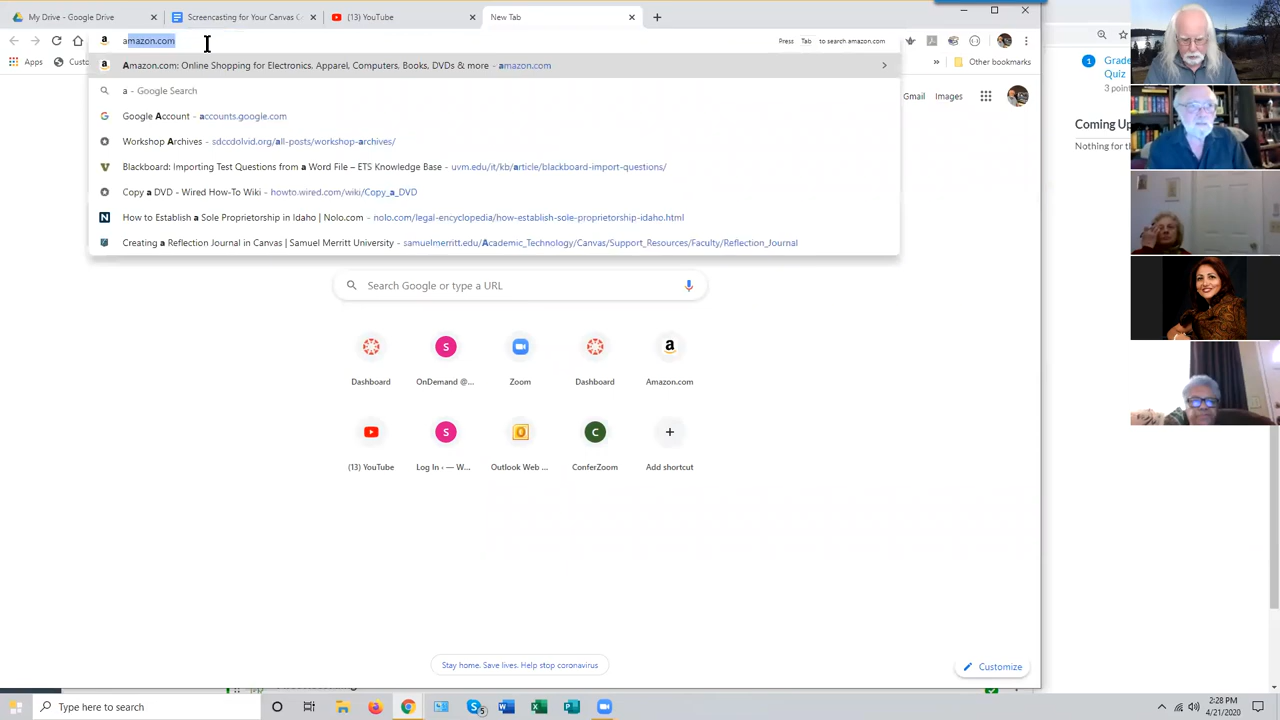 My Drive - Google Drive
Screencasting for Your Canvas
(13) YouTube
New Tab
amazon.com
Press Tab to search amazon.com
Amazon.com: Online Shopping for Electronics, Apparel, Computers, Books, DVDs & more - amazon.com
Apps
Custo
»
Other bookmarks
a - Google Search
Google Account - accounts.google.com
Workshop Archives - sdccdolvid.org/all-posts/workshop-archives/
Blackboard: Importing Test Questions from a Word File – ETS Knowledge Base - uvm.edu/it/kb/article/blackboard-import-questions/
Copy a DVD - Wired How-To Wiki - howto.wired.com/wiki/Copy_a_DVD
How to Establish a Sole Proprietorship in Idaho | Nolo.com - nolo.com/legal-encyclopedia/how-establish-sole-proprietorship-idaho.html
Creating a Reflection Journal in Canvas | Samuel Merritt University - samuelmerritt.edu/Academic_Technology/Canvas/Support_Resources/Faculty/Reflection_Journal
Gmail
Images
1
Grade
Quiz
3 point
Coming Up
Nothing for th
Search Google or type a URL
Dashboard
S
OnDemand @...
Zoom
Dashboard
a
Amazon.com
(13) YouTube
S
Log In ‹ — W...
Outlook Web ...
C
ConferZoom
+
Add shortcut
Stay home. Save lives. Help stop coronavirus
Customize
Type here to search
5
2:28 PM
4/21/2020